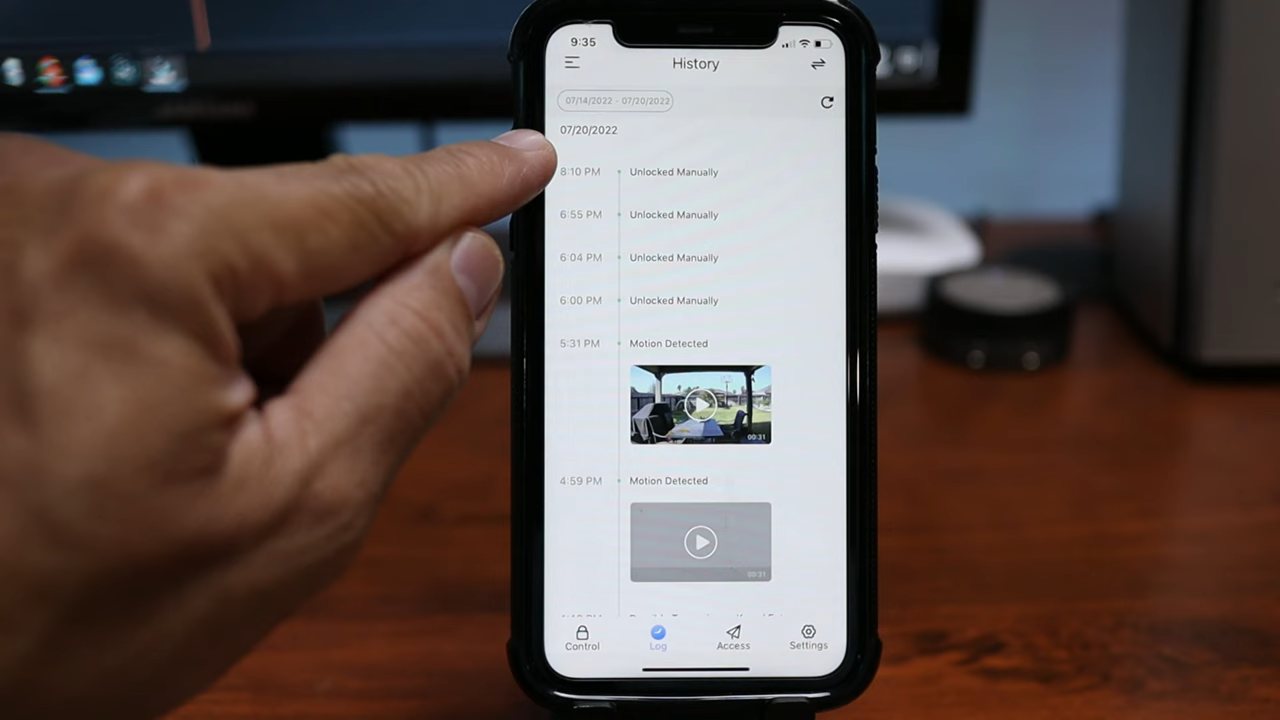 9:35
History
07/14/2022 - 07/20/2022
07/20/2022
8:10 PM Unlocked Manually
6:55 PM Unlocked Manually
6:04 PM Unlocked Manually
6:00 PM Unlocked Manually
5:31 PM Motion Detected
00:31
4:59 PM Motion Detected
00:31
Control Log Access Settings